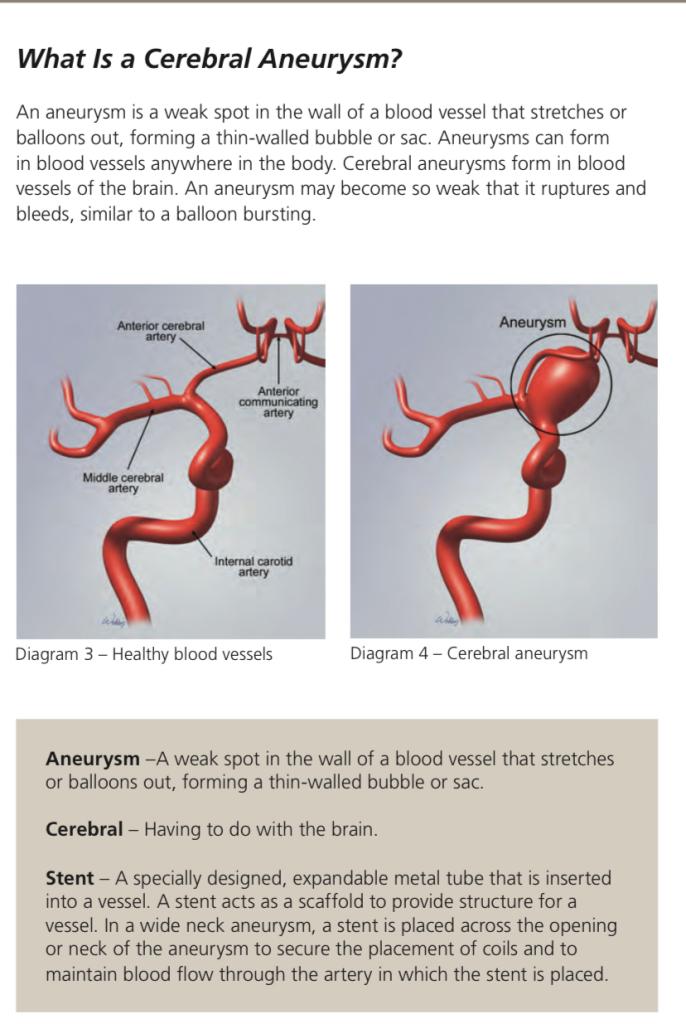 What Is a Cerebral Aneurysm?
An aneurysm is a weak spot in the wall of a blood vessel that stretches or
balloons out, forming a thin-walled bubble or sac. Aneurysms can form
in blood vessels anywhere in the body. Cerebral aneurysms form in blood
vessels of the brain. An aneurysm may become so weak that it ruptures and
bleeds, similar to a balloon bursting.
Anterior cerebral
artery
Anterior
communicating
artery
Middle cerebral
artery
Internal carotid
artery
Diagram 3 – Healthy blood vessels
Aneurysm
Diagram 4 – Cerebral aneurysm
Aneurysm –A weak spot in the wall of a blood vessel that stretches
or balloons out, forming a thin-walled bubble or sac.
Cerebral – Having to do with the brain.
Stent – A specially designed, expandable metal tube that is inserted
into a vessel. A stent acts as a scaffold to provide structure for a
vessel. In a wide neck aneurysm, a stent is placed across the opening
or neck of the aneurysm to secure the placement of coils and to
maintain blood flow through the artery in which the stent is placed.